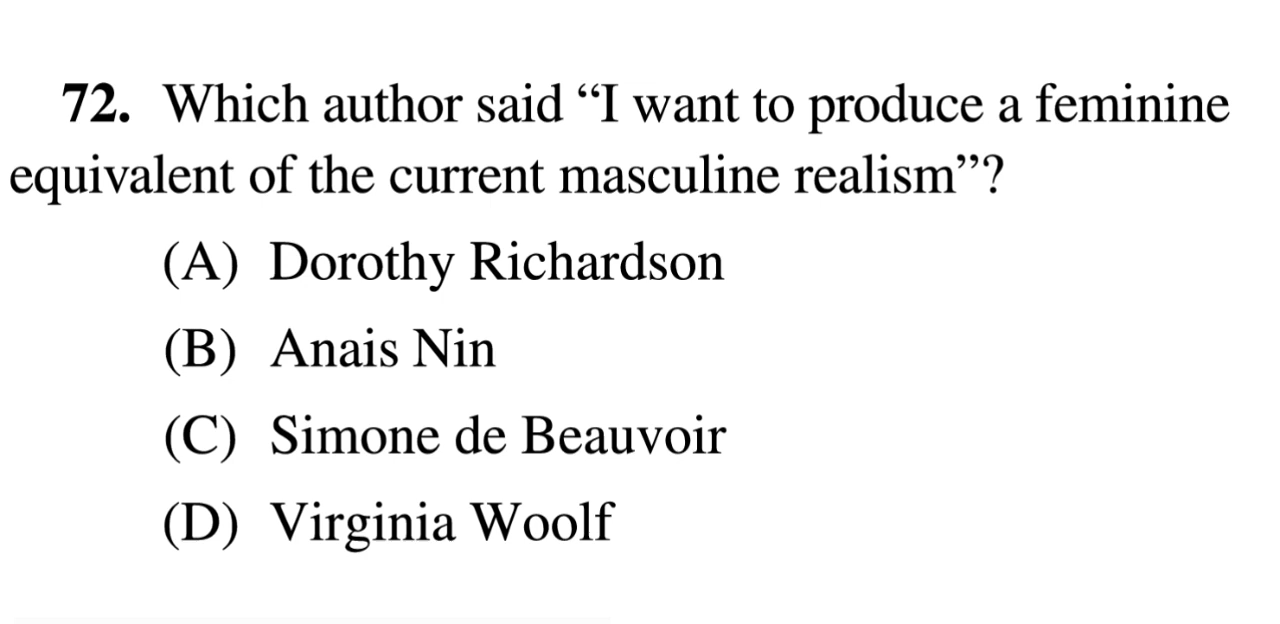 72. Which author said “I want to produce a feminine
equivalent of the current masculine realism”?
(A) Dorothy Richardson
(B) Anais Nin
(C) Simone de Beauvoir
(D) Virginia Woolf